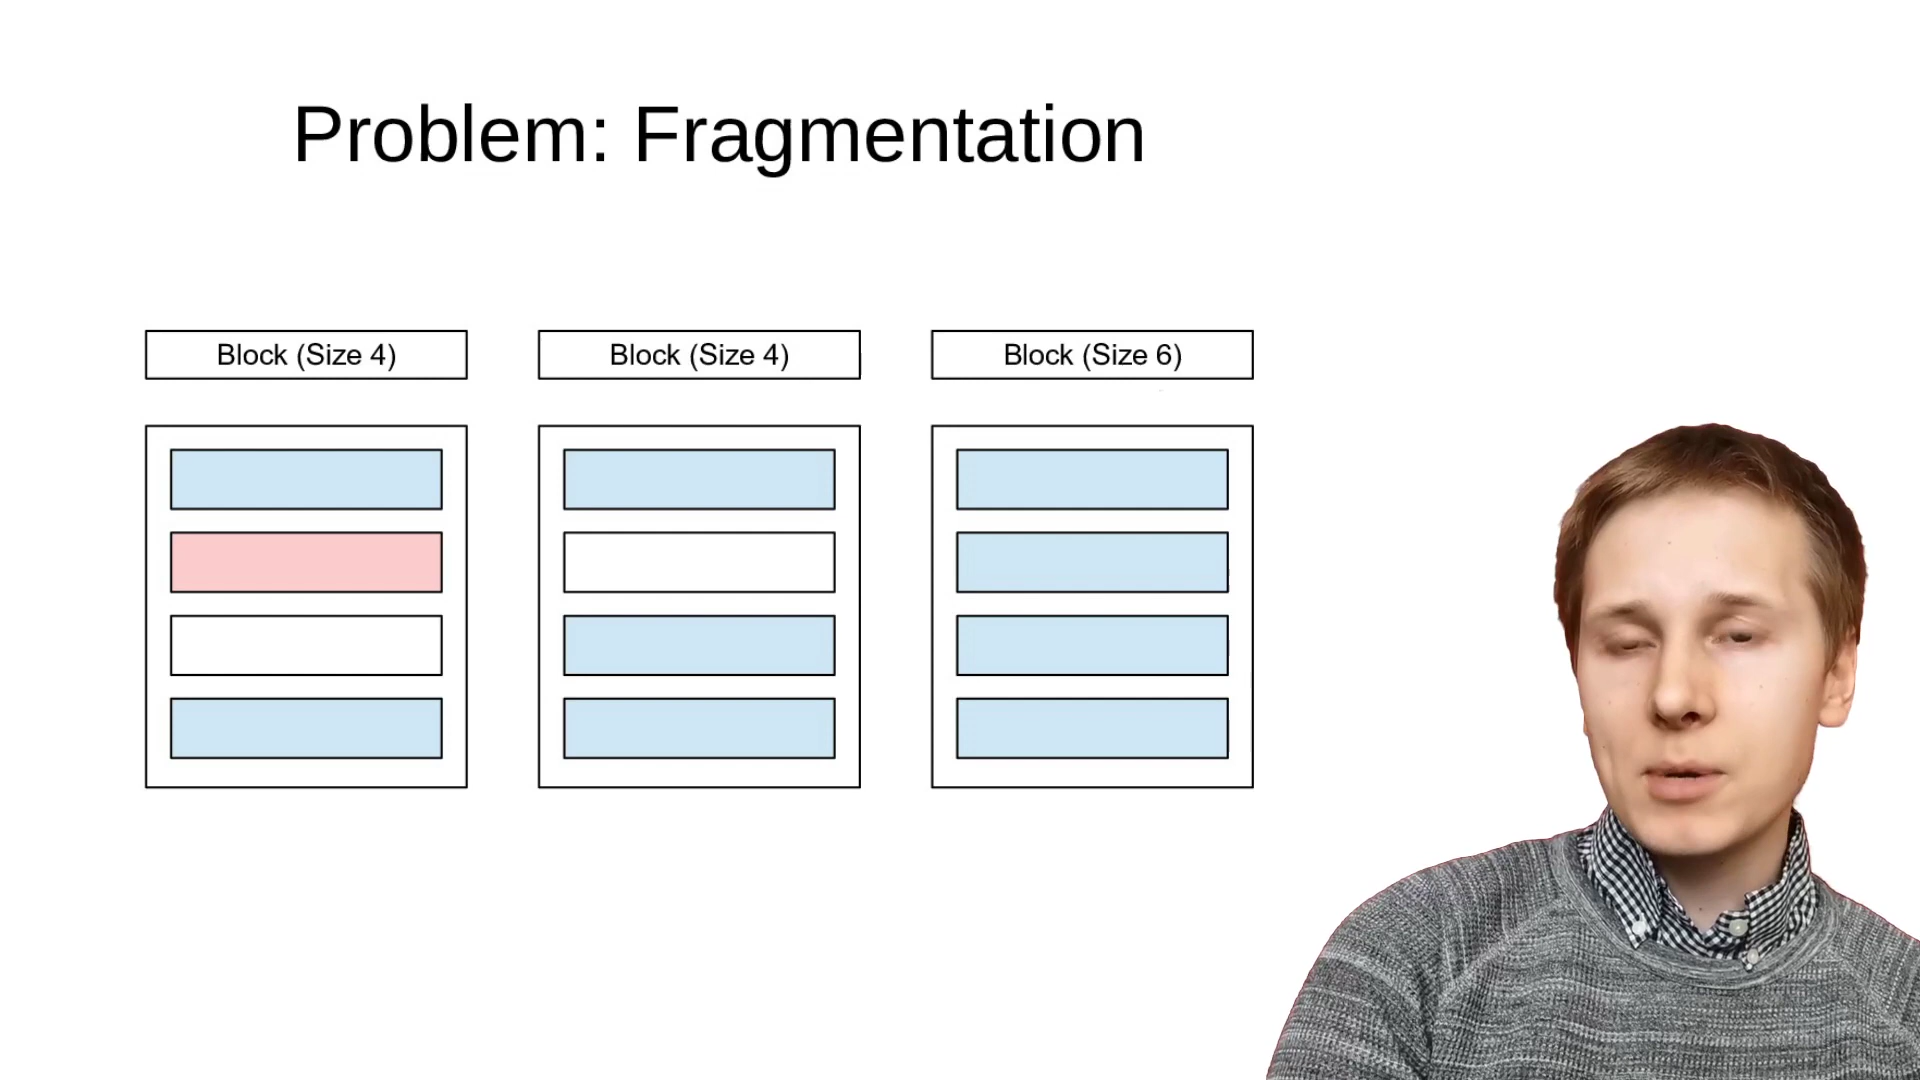 Problem: Fragmentation
Block (Size 4)
Block (Size 4)
Block (Size 6)